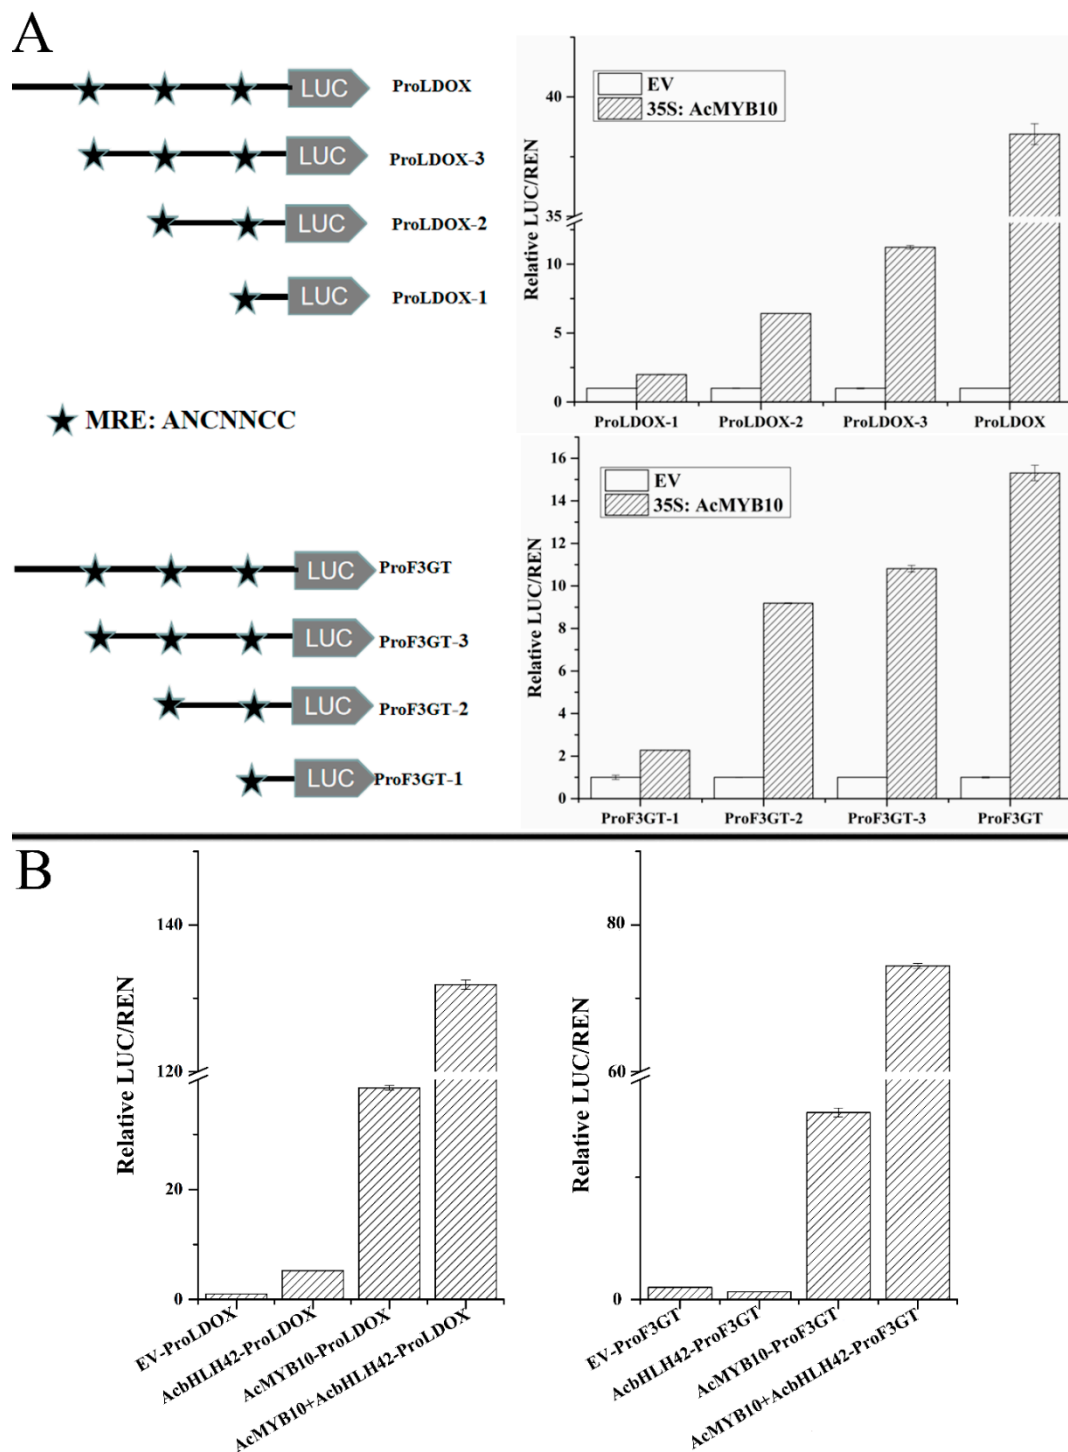 A
LUC ProLDOX
LUC ProLDOX-3
LUC ProLDOX-2
LUC ProLDOX-1
MRE: ANCNNCC
LUC ProF3GT
LUC ProF3GT-3
LUC ProF3GT-2
LUC ProF3GT-1
EV
35S: AcMYB10
Relative LUC/REN
40
35
10
5
0
ProLDOX-1 ProLDOX-2 ProLDOX-3 ProLDOX
EV
35S: AcMYB10
Relative LUC/REN
16
14
12
10
8
6
4
2
0
ProF3GT-1 ProF3GT-2 ProF3GT-3 ProF3GT
B
Relative LUC/REN
140
120
20
0
EV-ProLDOX
AcbHLH42-ProLDOX
AcMYB10-ProLDOX
AcMYB10+AcbHLH42-ProLDOX
Relative LUC/REN
80
60
0
EV-ProF3GT
AcbHLH42-ProF3GT
AcMYB10-ProF3GT
AcMYB10+AcbHLH42-ProF3GT